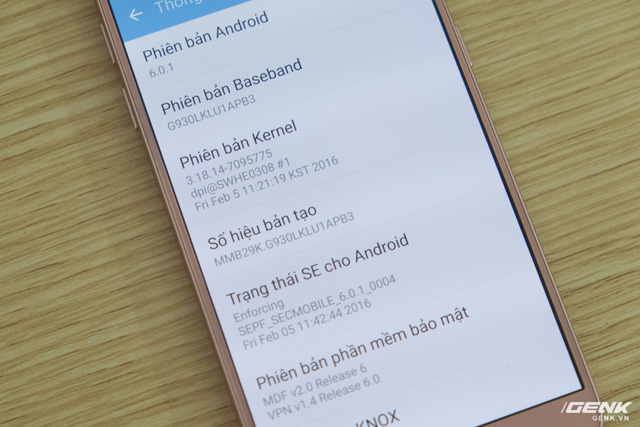 Thông
Phiên bản Android
6.0.1
Phiên bản Baseband
G930LKLU1APB3
Phiên bản Kernel
3.18.14-7095775
dpi@SWHE0308 #1
Fri Feb 5 11:21:19 KST 2016
Số hiệu bản tạo
MMB29K.G930LKLU1APB3
Trạng thái SE cho Android
Enforcing
SEPF_SECMOBILE_6.0.1_0004
Fri Feb 05 11:42:44 2016
Phiên bản phần mềm bảo mật
MDF v2.0 Release 6
VPN v1.4 Release 6.0
KNOX
GENK
GENK.VN